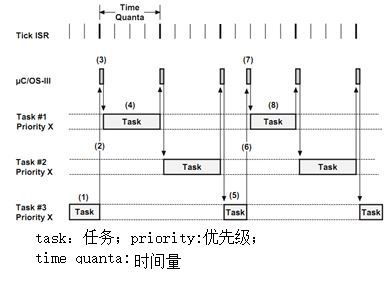 Time
Quanta
Tick ISR
(3)
(7)
µC/OS-III
(4)
(8)
Task #1
Priority X
Task
Task
(2)
(6)
Task #2
Priority X
Task
Task
(1)
(5)
Task #3
Priority X
Task
Task
Task
task: 任务; priority:优先级;
time quanta:时间量